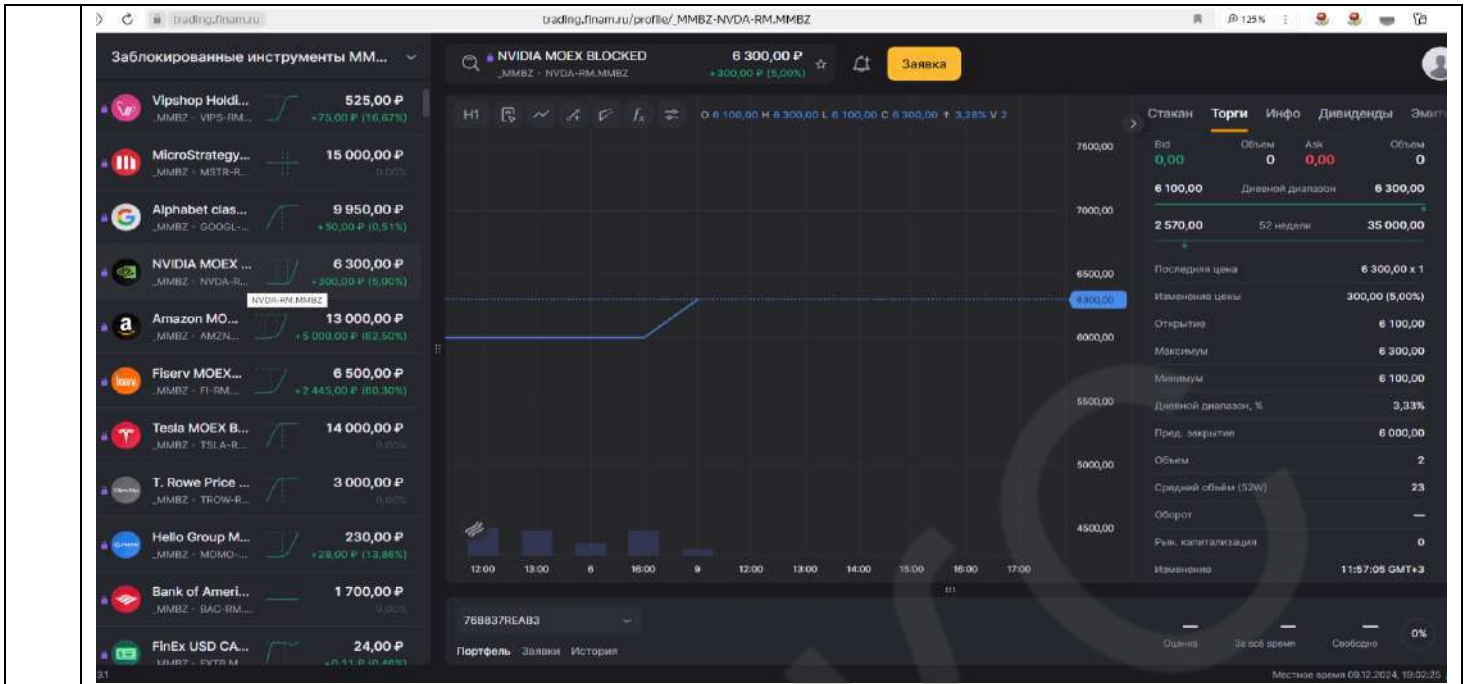 trading.finam.ru
trading.finam.ru/profile/_MMBZ-NVDA-RM.MMBZ
125%
Заблокированные инструменты ММ...
NVIDIA MOEX BLOCKED
_MMBZ · NVDA-RM.MMBZ
6 300,00 ₽
+300,00 ₽ (5,00%)
Заявка
Vipshop Holdi...
525,00 ₽
_MMBZ · VIPS-RM...
+75,00 ₽ (16,67%)
MicroStrategy...
15 000,00 ₽
_MMBZ · MSTR-R...
0,00%
Alphabet clas...
9 950,00 ₽
_MMBZ · GOOGL-...
+50,00 ₽ (0,51%)
NVIDIA MOEX ...
6 300,00 ₽
_MMBZ · NVDA-R...
+300,00 ₽ (5,00%)
NVDA-RM.MMBZ
Amazon MO...
13 000,00 ₽
_MMBZ · AMZN...
+5 000,00 ₽ (62,50%)
Fiserv MOEX...
6 500,00 ₽
_MMBZ · FI-RM...
+2 445,00 ₽ (60,30%)
Tesla MOEX B...
14 000,00 ₽
_MMBZ · TSLA-R...
0,00%
T. Rowe Price ...
3 000,00 ₽
_MMBZ · TROW-R...
0,00%
Hello Group M...
230,00 ₽
_MMBZ · MOMO-...
+28,00 ₽ (13,86%)
Bank of Ameri...
1 700,00 ₽
_MMBZ · BAC-RM...
0,00%
FinEx USD CA...
24,00 ₽
+0,11 ₽ (0,46%)
H1
O 6 100,00 H 6 300,00 L 6 100,00 C 6 300,00 ↑ 3,28% V 2
7500,00
7000,00
6500,00
6300,00
6000,00
5500,00
5000,00
4500,00
12:00 13:00 6 16:00 9 12:00 13:00 14:00 15:00 16:00 17:00
Стакан Торги Инфо Дивиденды
Bid Объем Ask Объем
0,00 0 0,00 0
6 100,00 Дневной диапазон 6 300,00
2 570,00 52 недели 35 000,00
Последняя цена 6 300,00 x 1
Изменение цены 300,00 (5,00%)
Открытие 6 100,00
Максимум 6 300,00
Минимум 6 100,00
Дневной диапазон, % 3,33%
Пред. закрытие 6 000,00
Объем 2
Средний объём (52W) 23
Оборот —
Рын. капитализация 0
Изменение 11:57:05 GMT+3
768837REAB3
Портфель Заявки История
— — — 0%
Оценка За всё время Свободно
Местное время 09.12.2024, 19:02:25